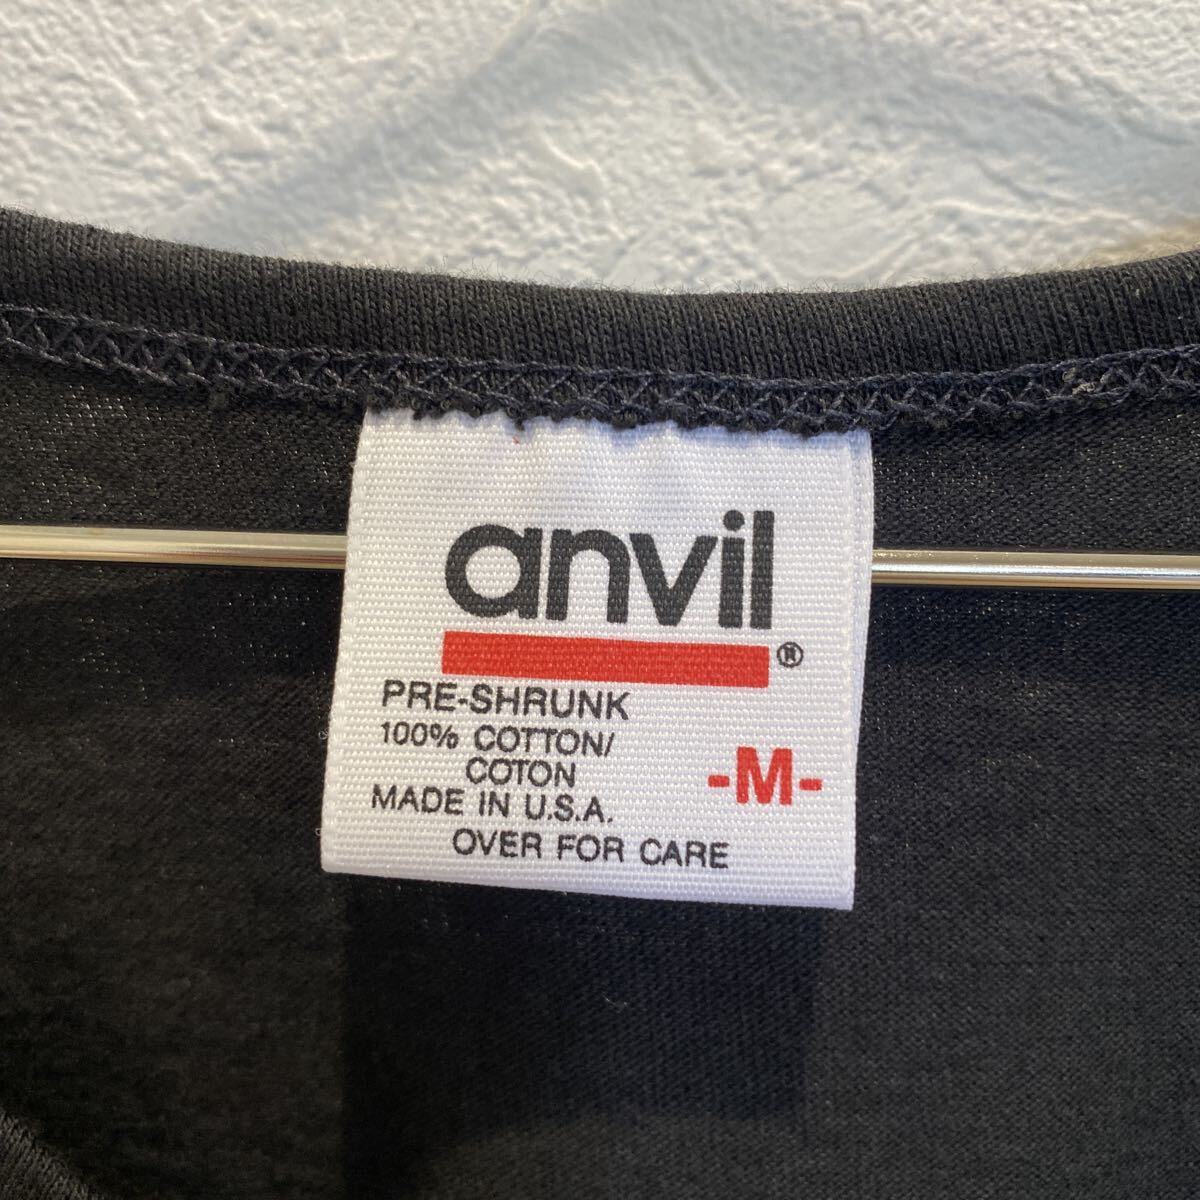 anvil®
PRE-SHRUNK
100% COTTON/
COTON
-M-
MADE IN U.S.A.
OVER FOR CARE